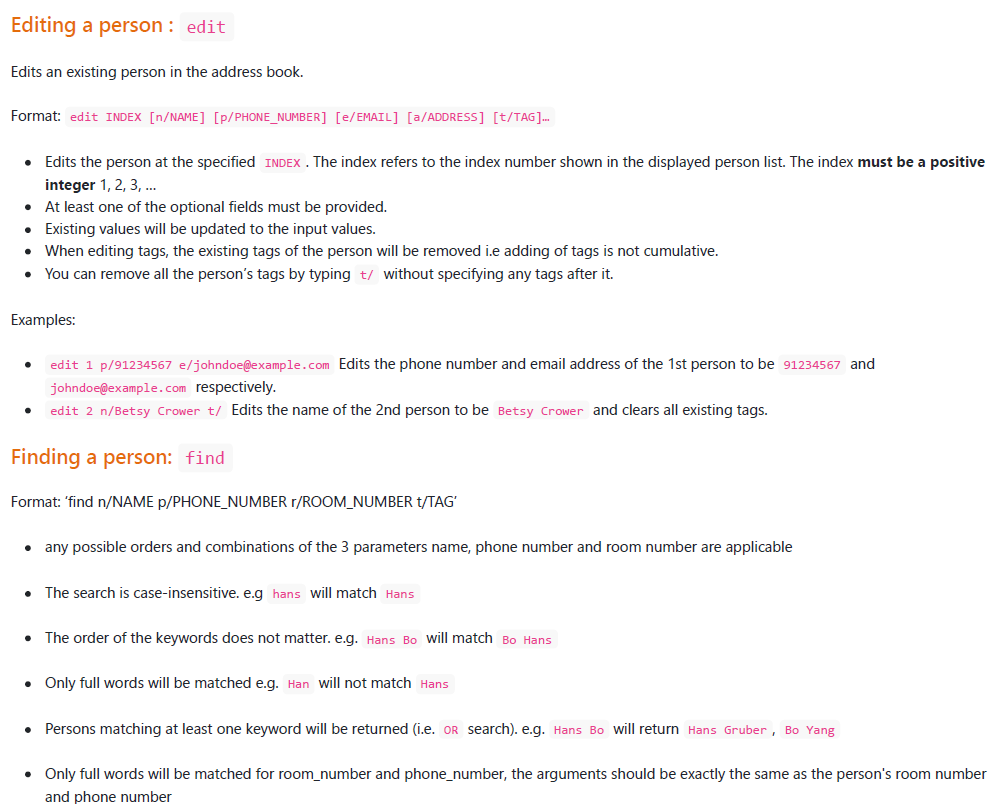 Editing a person : edit
Edits an existing person in the address book.
Format: edit INDEX [n/NAME] [p/PHONE_NUMBER] [e/EMAIL] [a/ADDRESS] [t/TAG]…
Edits the person at the specified INDEX . The index refers to the index number shown in the displayed person list. The index must be a positive
integer 1, 2, 3, …
At least one of the optional fields must be provided.
Existing values will be updated to the input values.
When editing tags, the existing tags of the person will be removed i.e adding of tags is not cumulative.
You can remove all the person’s tags by typing t/ without specifying any tags after it.
Examples:
edit 1 p/91234567 e/johndoe@example.com Edits the phone number and email address of the 1st person to be 91234567 and
johndoe@example.com respectively.
edit 2 n/Betsy Crower t/ Edits the name of the 2nd person to be Betsy Crower and clears all existing tags.
Finding a person: find
Format: ‘find n/NAME p/PHONE_NUMBER r/ROOM_NUMBER t/TAG’
any possible orders and combinations of the 3 parameters name, phone number and room number are applicable
The search is case-insensitive. e.g hans will match Hans
The order of the keywords does not matter. e.g. Hans Bo will match Bo Hans
Only full words will be matched e.g. Han will not match Hans
Persons matching at least one keyword will be returned (i.e. OR search). e.g. Hans Bo will return Hans Gruber , Bo Yang
Only full words will be matched for room_number and phone_number, the arguments should be exactly the same as the person's room number
and phone number